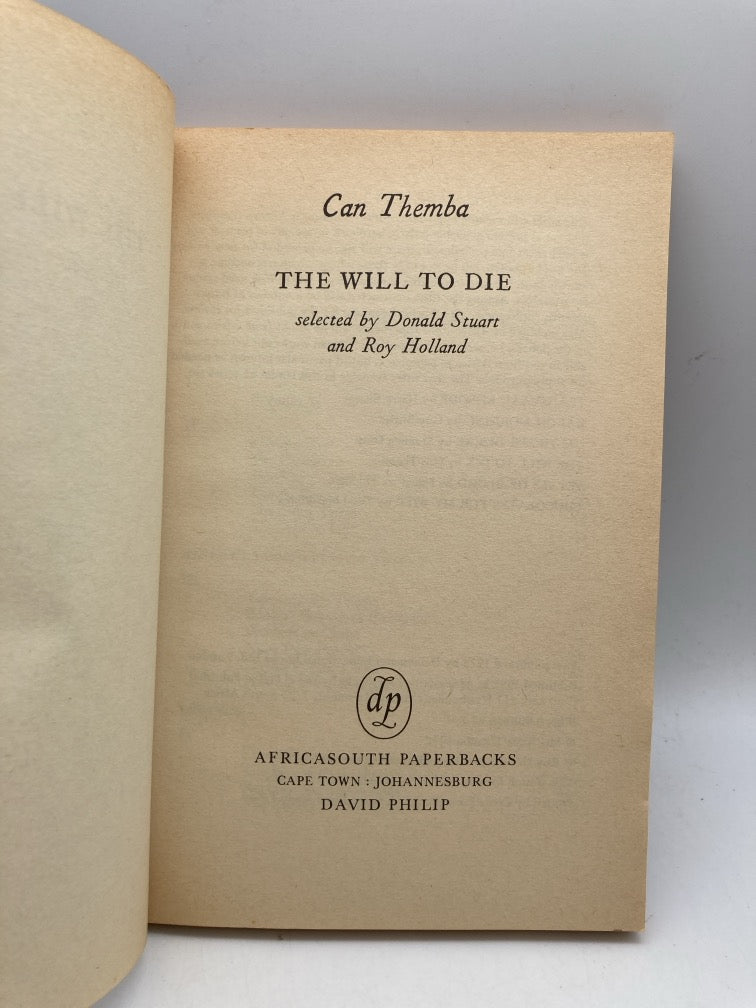 Can Themba
THE WILL TO DIE
selected by Donald Stuart
and Roy Holland
dp
AFRICASOUTH PAPERBACKS
CAPE TOWN : JOHANNESBURG
DAVID PHILIP